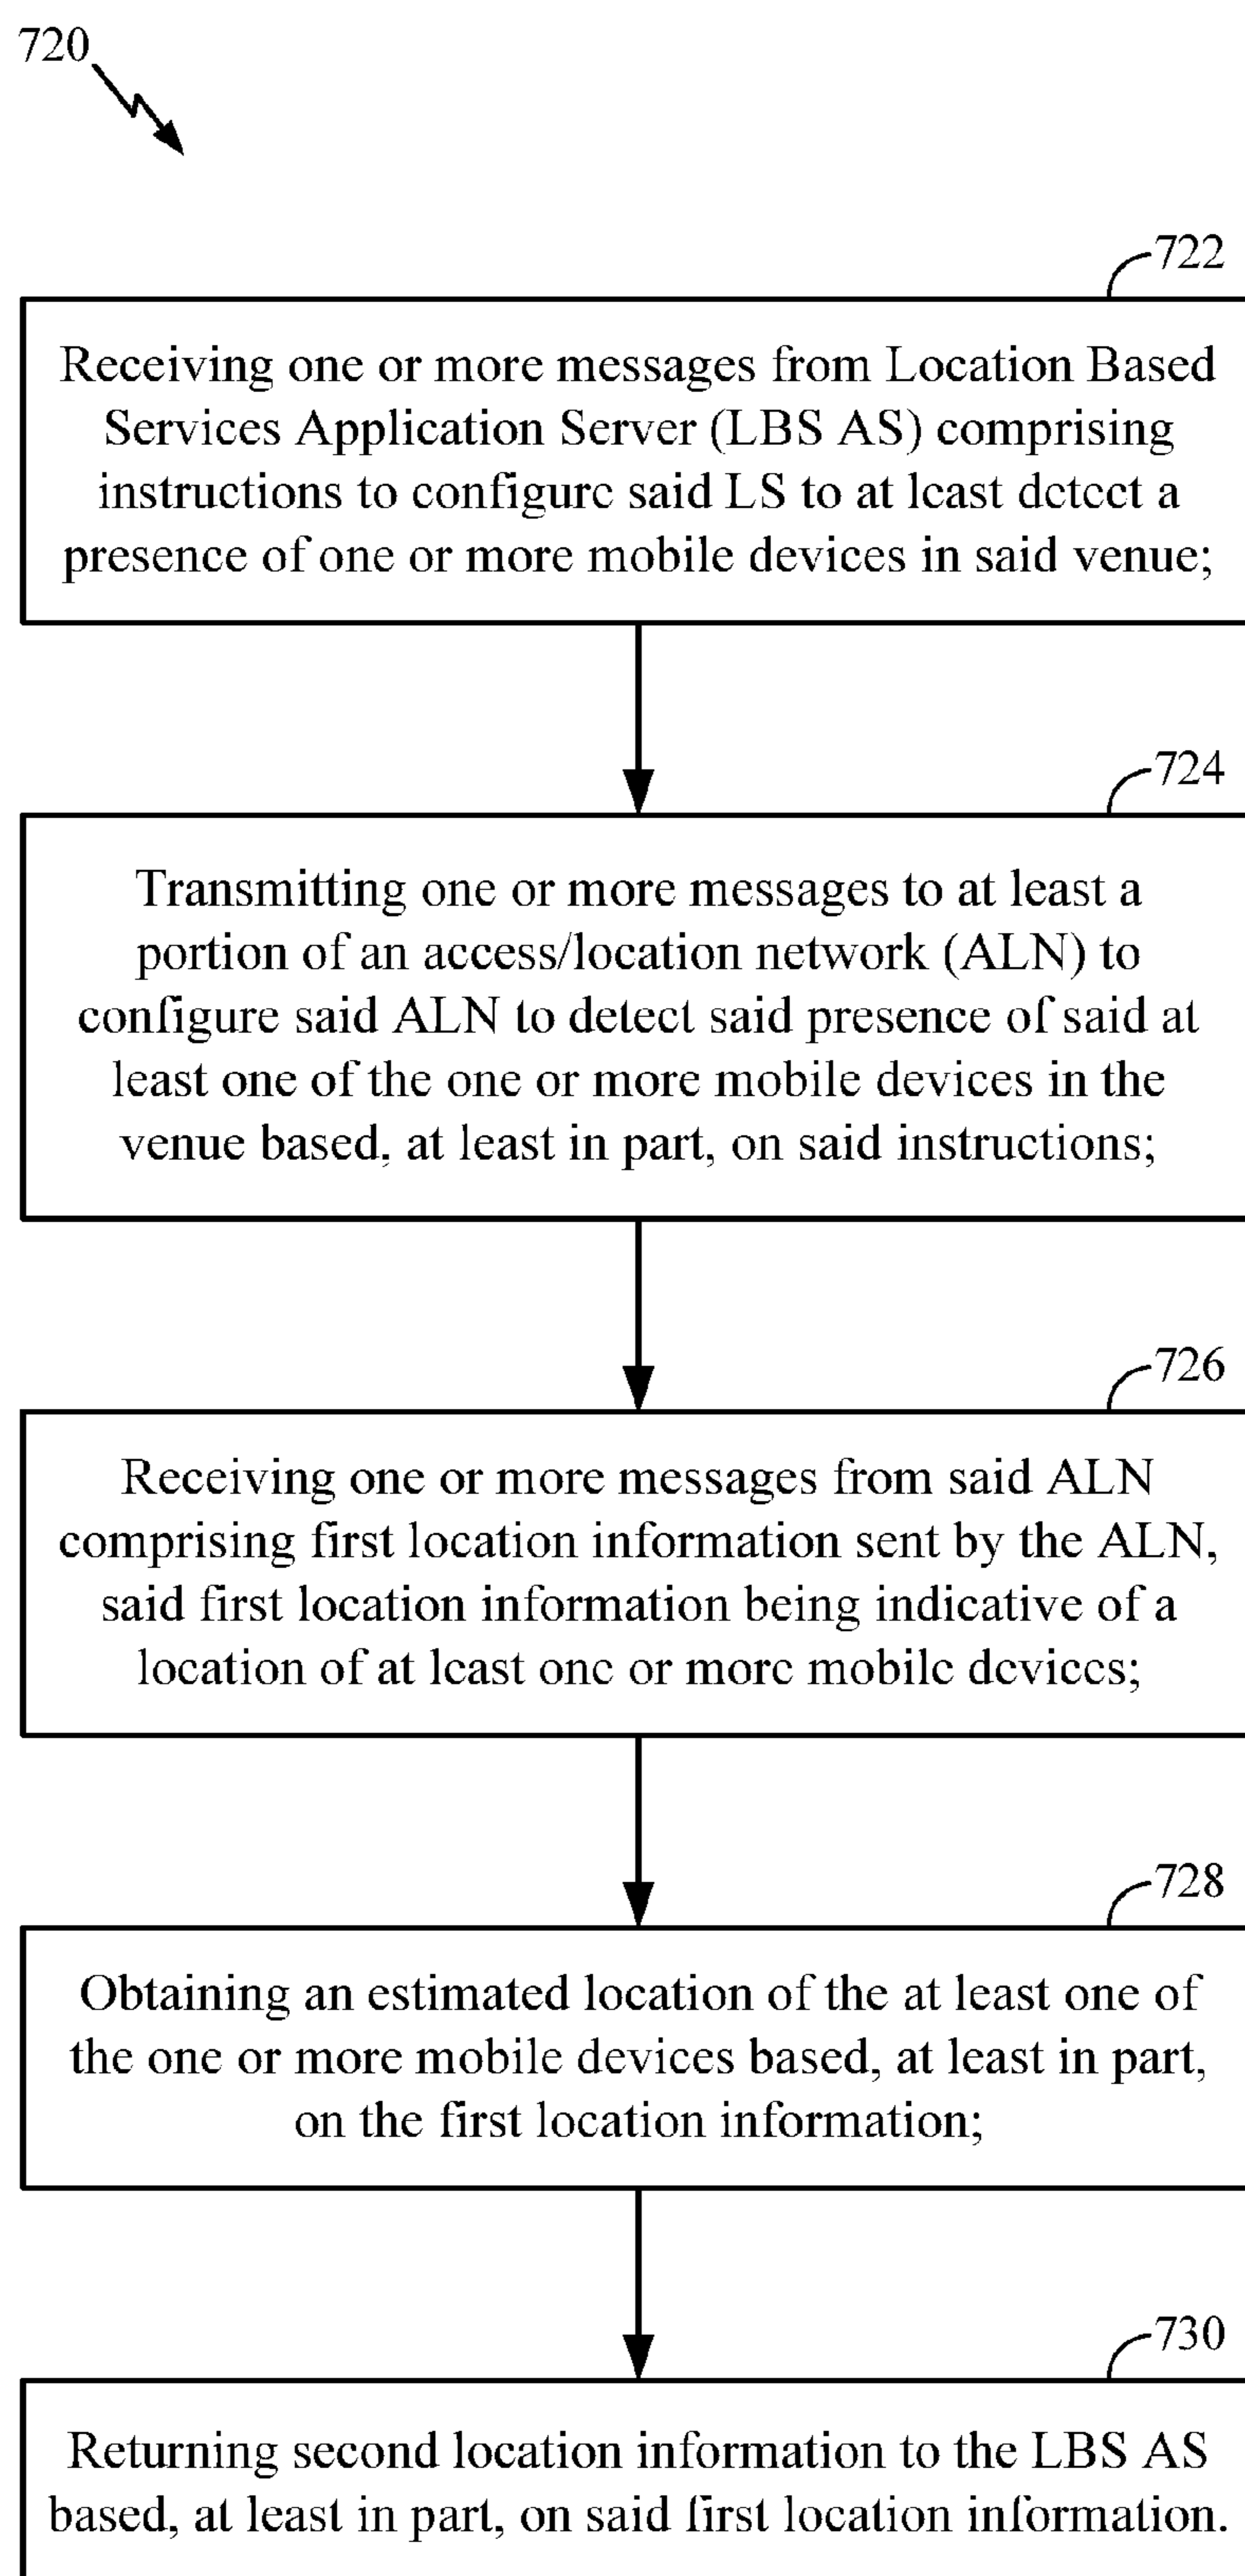 720
722
Receiving one or more messages from Location Based
Services Application Server (LBS AS) comprising
instructions to configure said LS to at least detect a
presence of one or more mobile devices in said venue;
724
Transmitting one or more messages to at least a
portion of an access/location network (ALN) to
configure said ALN to detect said presence of said at
least one of the one or more mobile devices in the
venue based, at least in part, on said instructions;
726
Receiving one or more messages from said ALN
comprising first location information sent by the ALN,
said first location information being indicative of a
location of at least one or more mobile devices;
728
Obtaining an estimated location of the at least one of
the one or more mobile devices based, at least in part,
on the first location information;
730
Returning second location information to the LBS AS
based, at least in part, on said first location information.